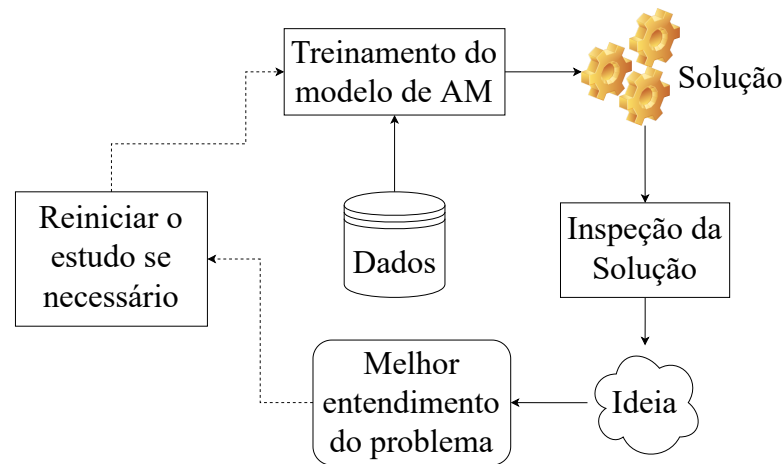 Treinamento do
modelo de AM
Solução
Reiniciar o
estudo se
necessário
Dados
Inspeção da
Solução
Melhor
entendimento
do problema
Ideia